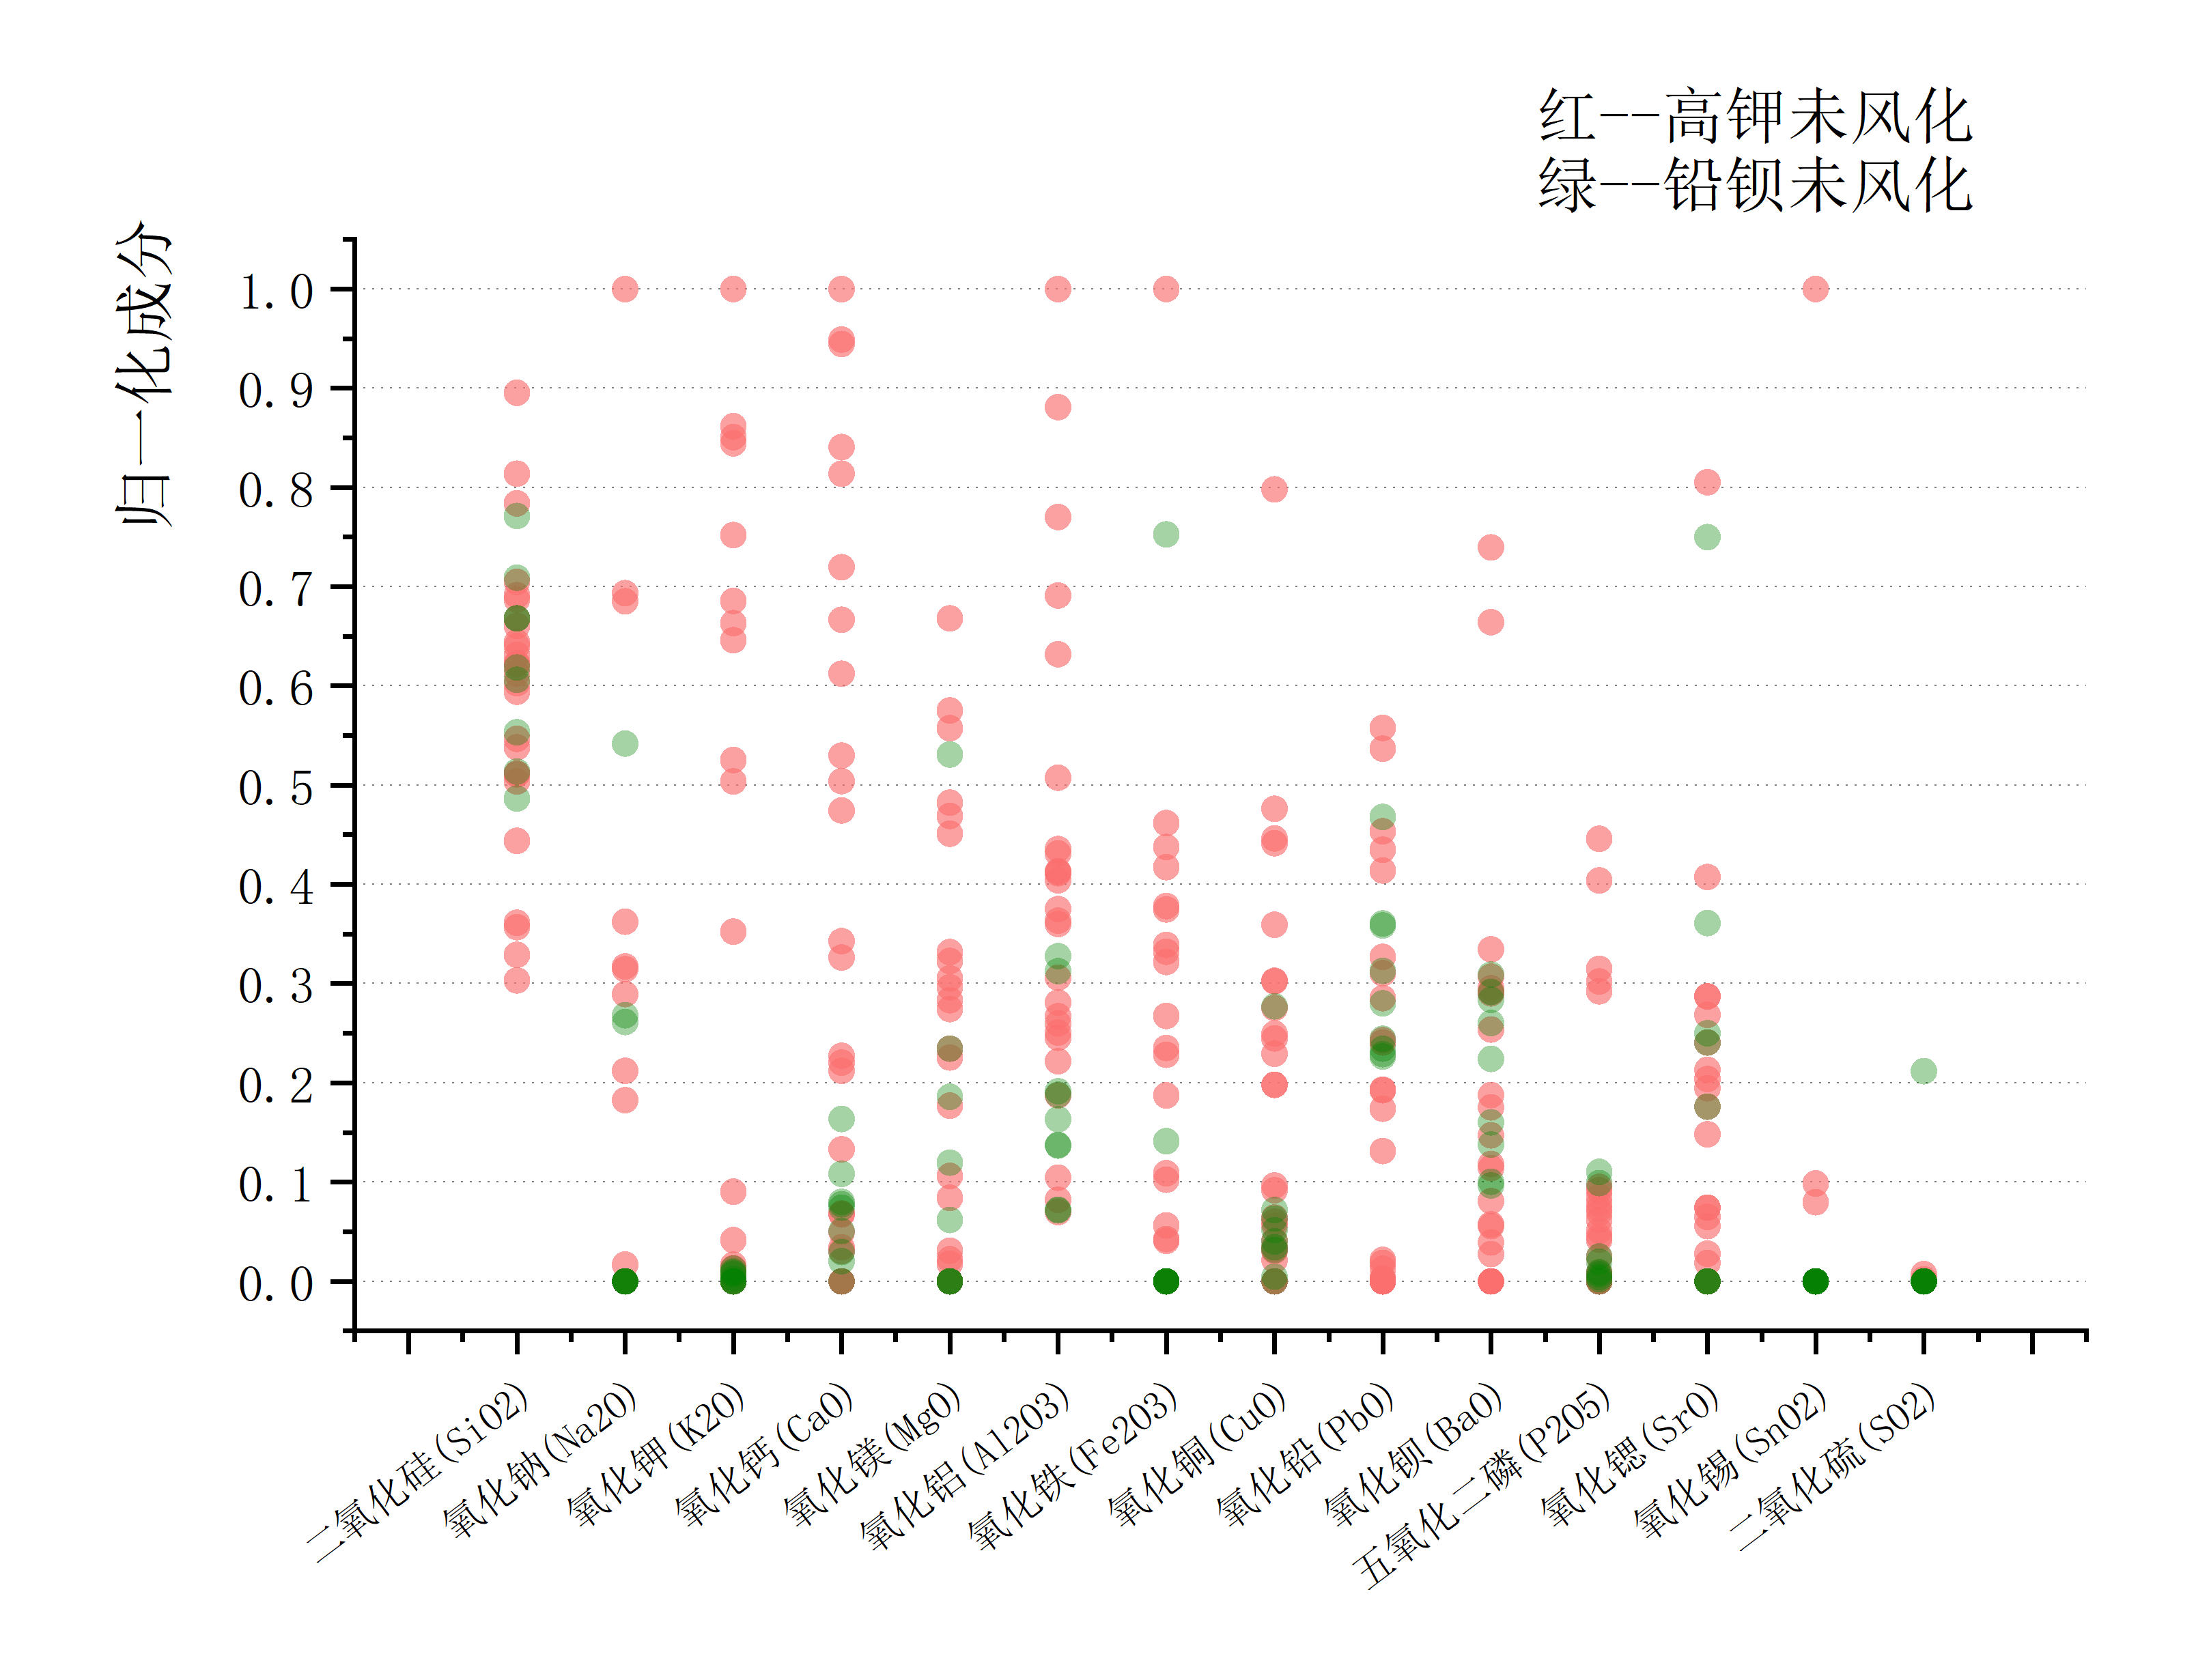 红--高钾未风化
绿--铅钡未风化
归一化成分
1.0
0.9
0.8
0.7
0.6
0.5
0.4
0.3
0.2
0.1
0.0
二氧化硅(SiO2)
氧化钠(Na2O)
氧化钾(K2O)
氧化钙(CaO)
氧化镁(MgO)
氧化铝(Al2O3)
氧化铁(Fe2O3)
氧化铜(CuO)
氧化铅(PbO)
氧化钡(BaO)
五氧化二磷(P2O5)
氧化锶(SrO)
氧化锡(SnO2)
二氧化硫(SO2)